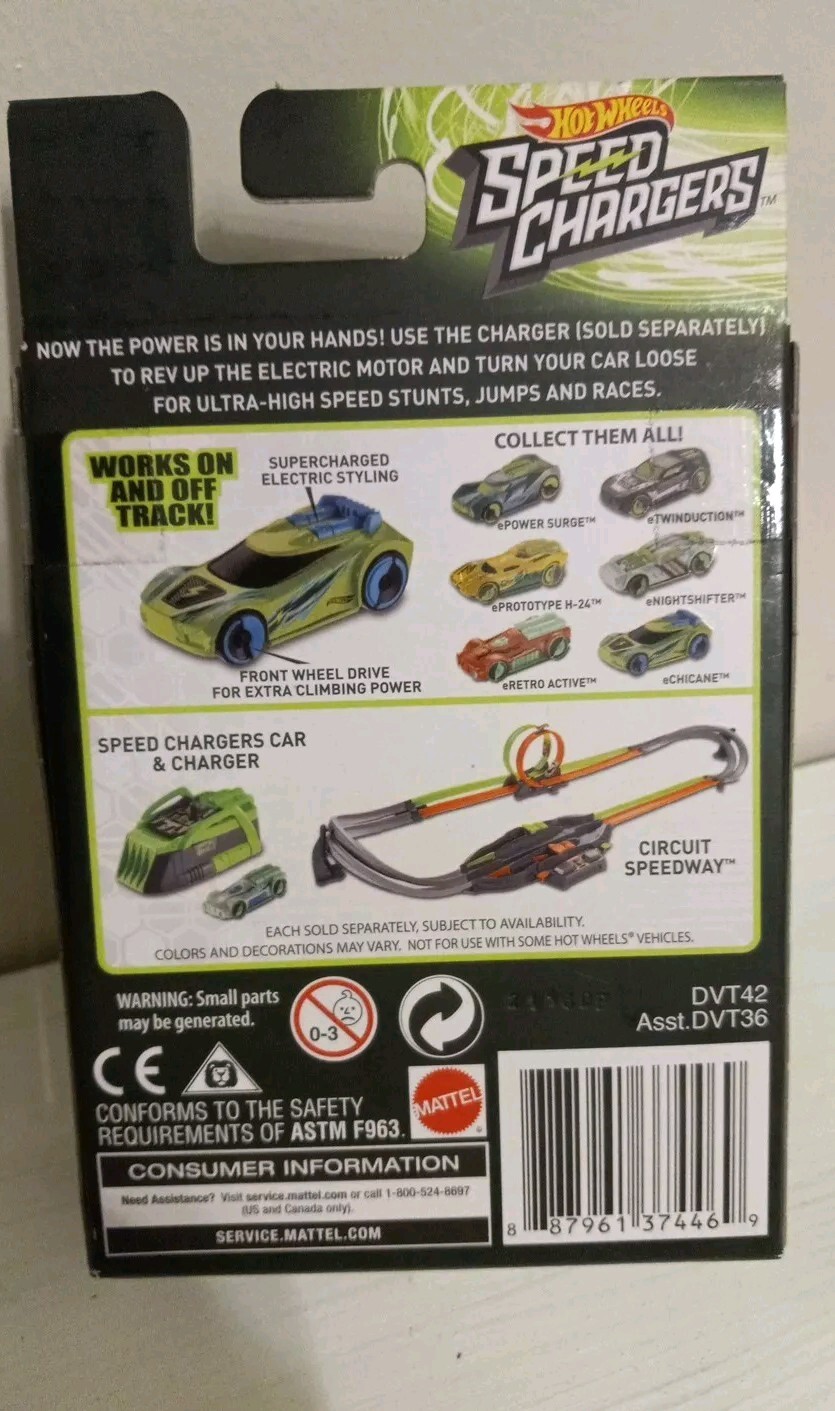 HOT WHEELS
SPEED
CHARGERS™
NOW THE POWER IS IN YOUR HANDS! USE THE CHARGER (SOLD SEPARATELY)
TO REV UP THE ELECTRIC MOTOR AND TURN YOUR CAR LOOSE
FOR ULTRA-HIGH SPEED STUNTS, JUMPS AND RACES.
WORKS ON
AND OFF
TRACK!
SUPERCHARGED
ELECTRIC STYLING
FRONT WHEEL DRIVE
FOR EXTRA CLIMBING POWER
COLLECT THEM ALL!
ePOWER SURGE™
eTWINDUCTION™
ePROTOTYPE H-24™
eNIGHTSHIFTER™
eRETRO ACTIVE™
eCHICANE™
SPEED CHARGERS CAR
& CHARGER
CIRCUIT
SPEEDWAY™
EACH SOLD SEPARATELY, SUBJECT TO AVAILABILITY.
COLORS AND DECORATIONS MAY VARY. NOT FOR USE WITH SOME HOT WHEELS® VEHICLES.
WARNING: Small parts
may be generated.
0-3
DVT42
Asst.DVT36
CE
CONFORMS TO THE SAFETY
REQUIREMENTS OF ASTM F963.
MATTEL®
CONSUMER INFORMATION
Need Assistance? Visit service.mattel.com or call 1-800-524-8697
(US and Canada only).
SERVICE.MATTEL.COM
8 87961 37446 9